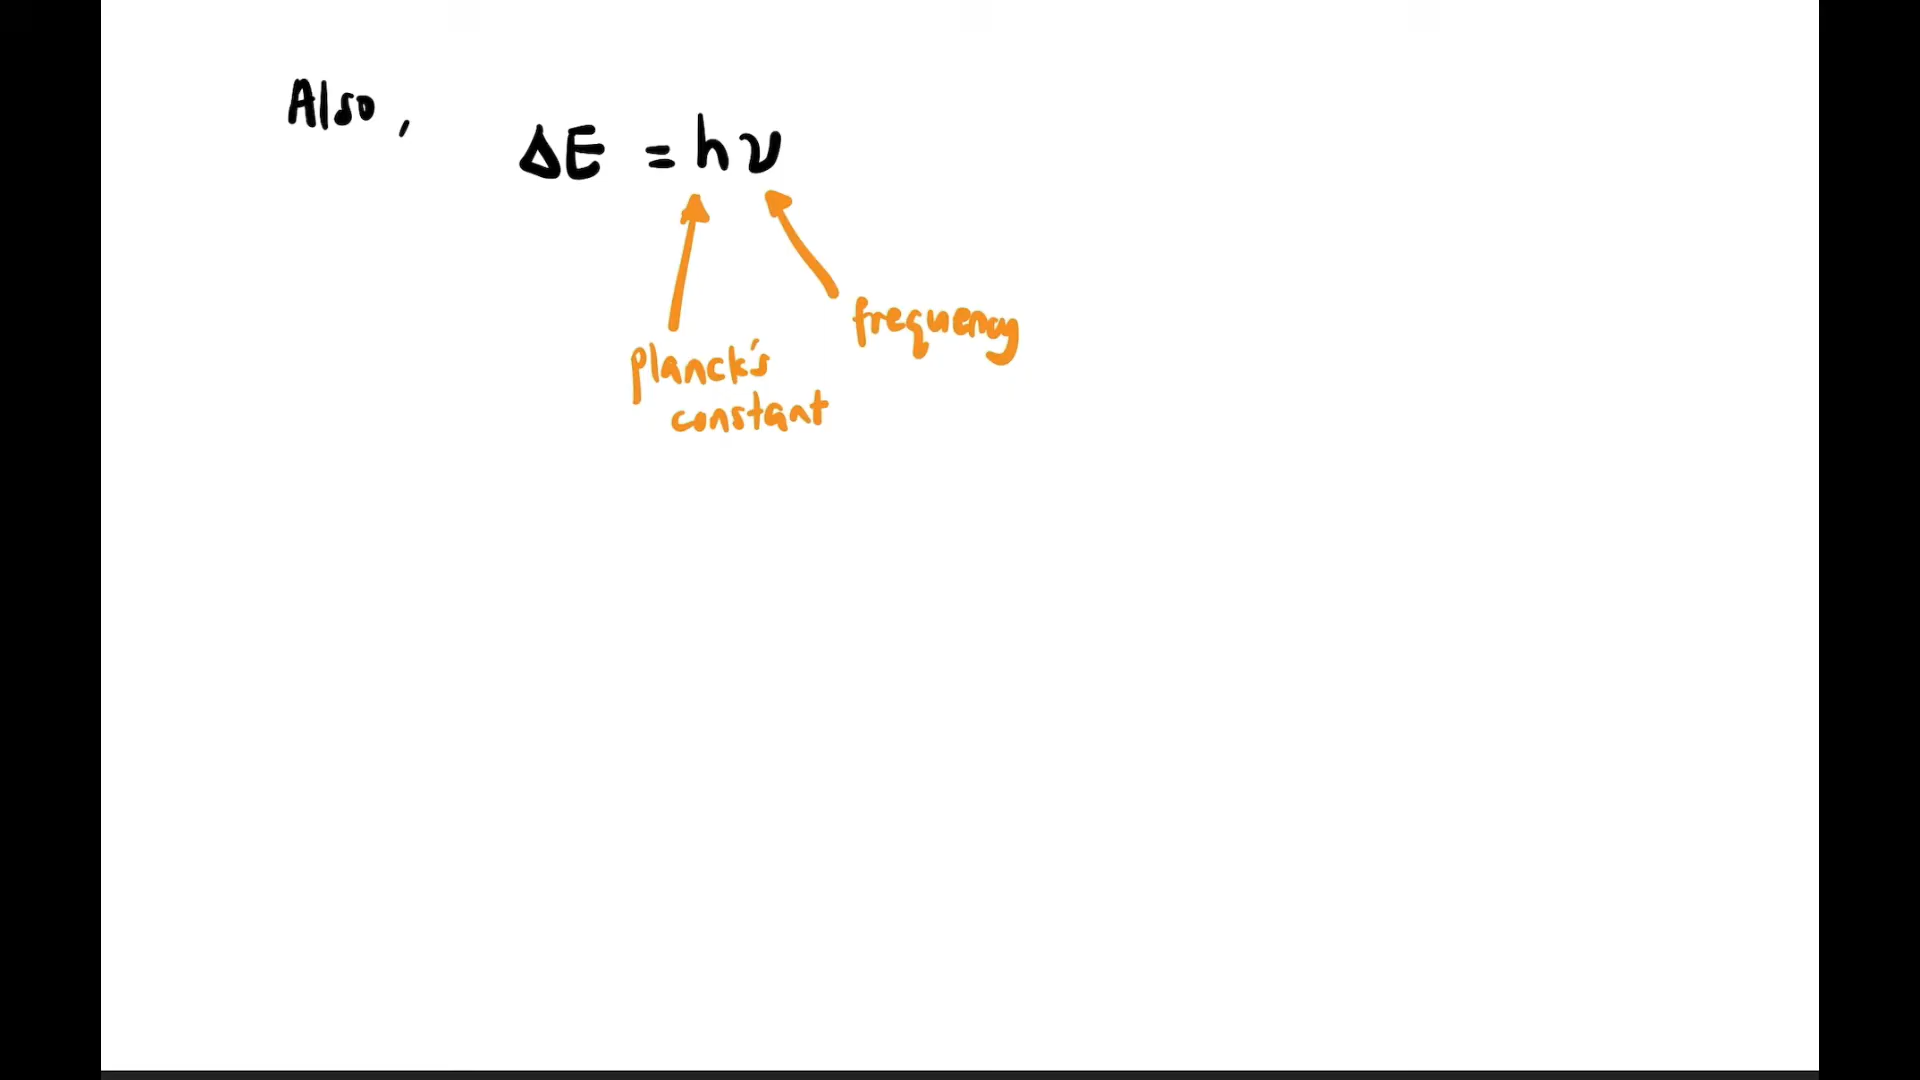 Also,
ΔE = hν
frequency
planck's
constant